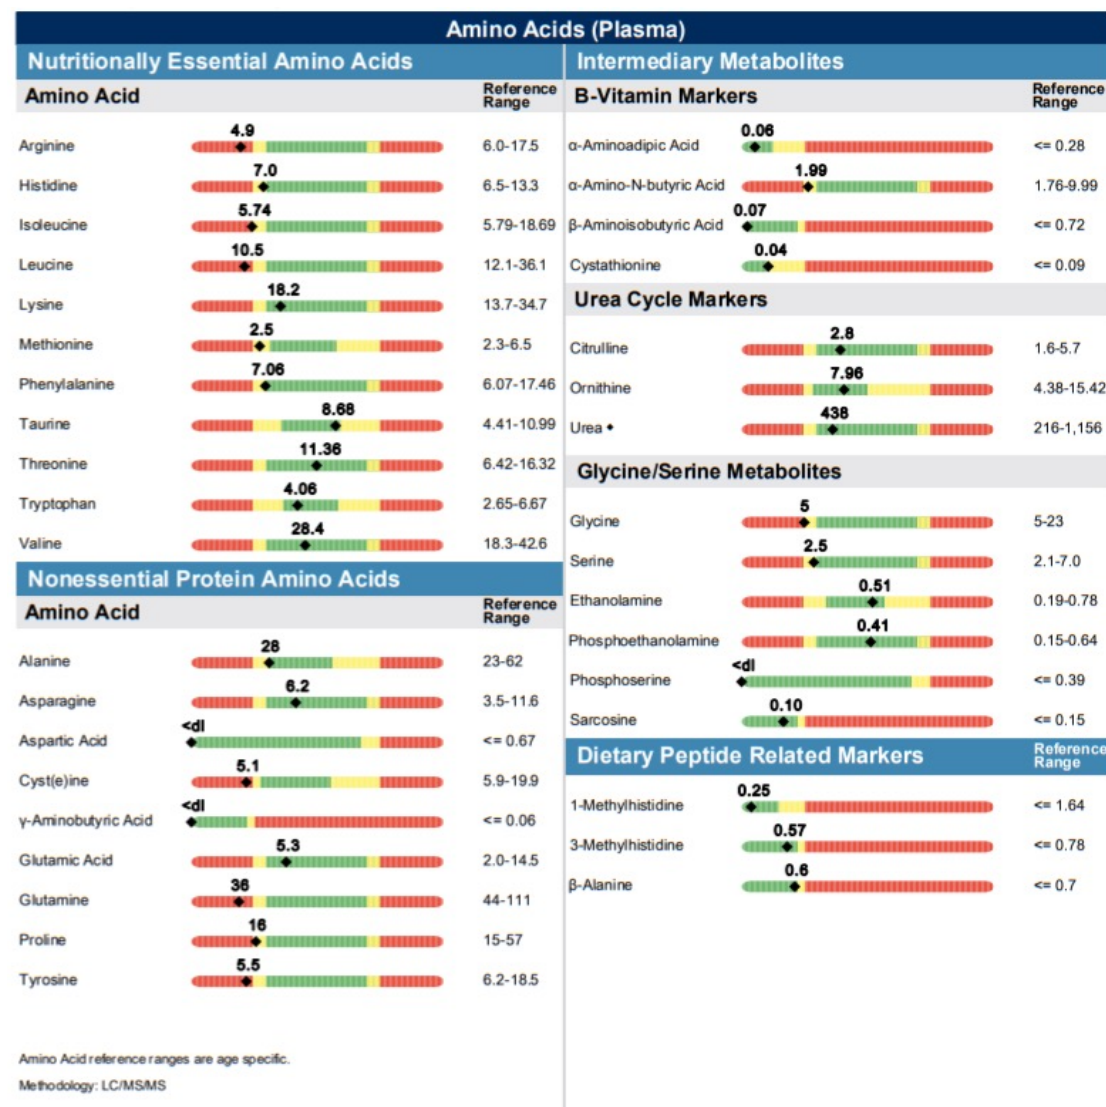 Amino Acids (Plasma)
Nutritionally Essential Amino Acids
Amino Acid Reference Range
Arginine 4.9 6.0-17.5
Histidine 7.0 6.5-13.3
Isoleucine 5.74 5.79-18.69
Leucine 10.5 12.1-36.1
Lysine 18.2 13.7-34.7
Methionine 2.5 2.3-6.5
Phenylalanine 7.06 6.07-17.46
Taurine 8.68 4.41-10.99
Threonine 11.36 6.42-16.32
Tryptophan 4.06 2.65-6.67
Valine 28.4 18.3-42.6
Nonessential Protein Amino Acids
Amino Acid Reference Range
Alanine 28 23-62
Asparagine 6.2 3.5-11.6
Aspartic Acid <dl <= 0.67
Cyst(e)ine 5.1 5.9-19.9
γ-Aminobutyric Acid <dl <= 0.06
Glutamic Acid 5.3 2.0-14.5
Glutamine 36 44-111
Proline 16 15-57
Tyrosine 5.5 6.2-18.5
Amino Acid reference ranges are age specific.
Methodology: LC/MS/MS
Intermediary Metabolites
B-Vitamin Markers Reference Range
α-Aminoadipic Acid 0.06 <= 0.28
α-Amino-N-butyric Acid 1.99 1.76-9.99
β-Aminoisobutyric Acid 0.07 <= 0.72
Cystathionine 0.04 <= 0.09
Urea Cycle Markers
Citrulline 2.8 1.6-5.7
Ornithine 7.96 4.38-15.42
Urea ♦ 438 216-1,156
Glycine/Serine Metabolites
Glycine 5 5-23
Serine 2.5 2.1-7.0
Ethanolamine 0.51 0.19-0.78
Phosphoethanolamine 0.41 0.15-0.64
Phosphoserine <dl <= 0.39
Sarcosine 0.10 <= 0.15
Dietary Peptide Related Markers Reference Range
1-Methylhistidine 0.25 <= 1.64
3-Methylhistidine 0.57 <= 0.78
β-Alanine 0.6 <= 0.7